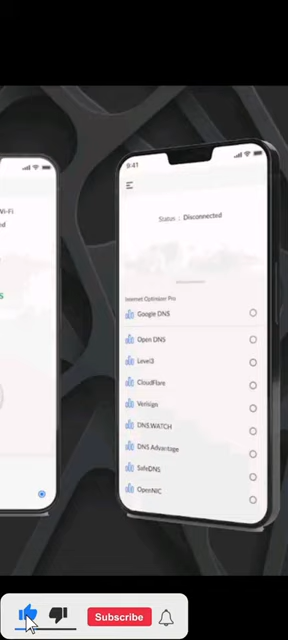 Wi-Fi
9:41
Status : Disconnected
Internet Optimizer Pro
Google DNS
Open DNS
Level3
CloudFlare
Verisign
DNS.WATCH
DNS Advantage
SafeDNS
OpenNIC
Subscribe